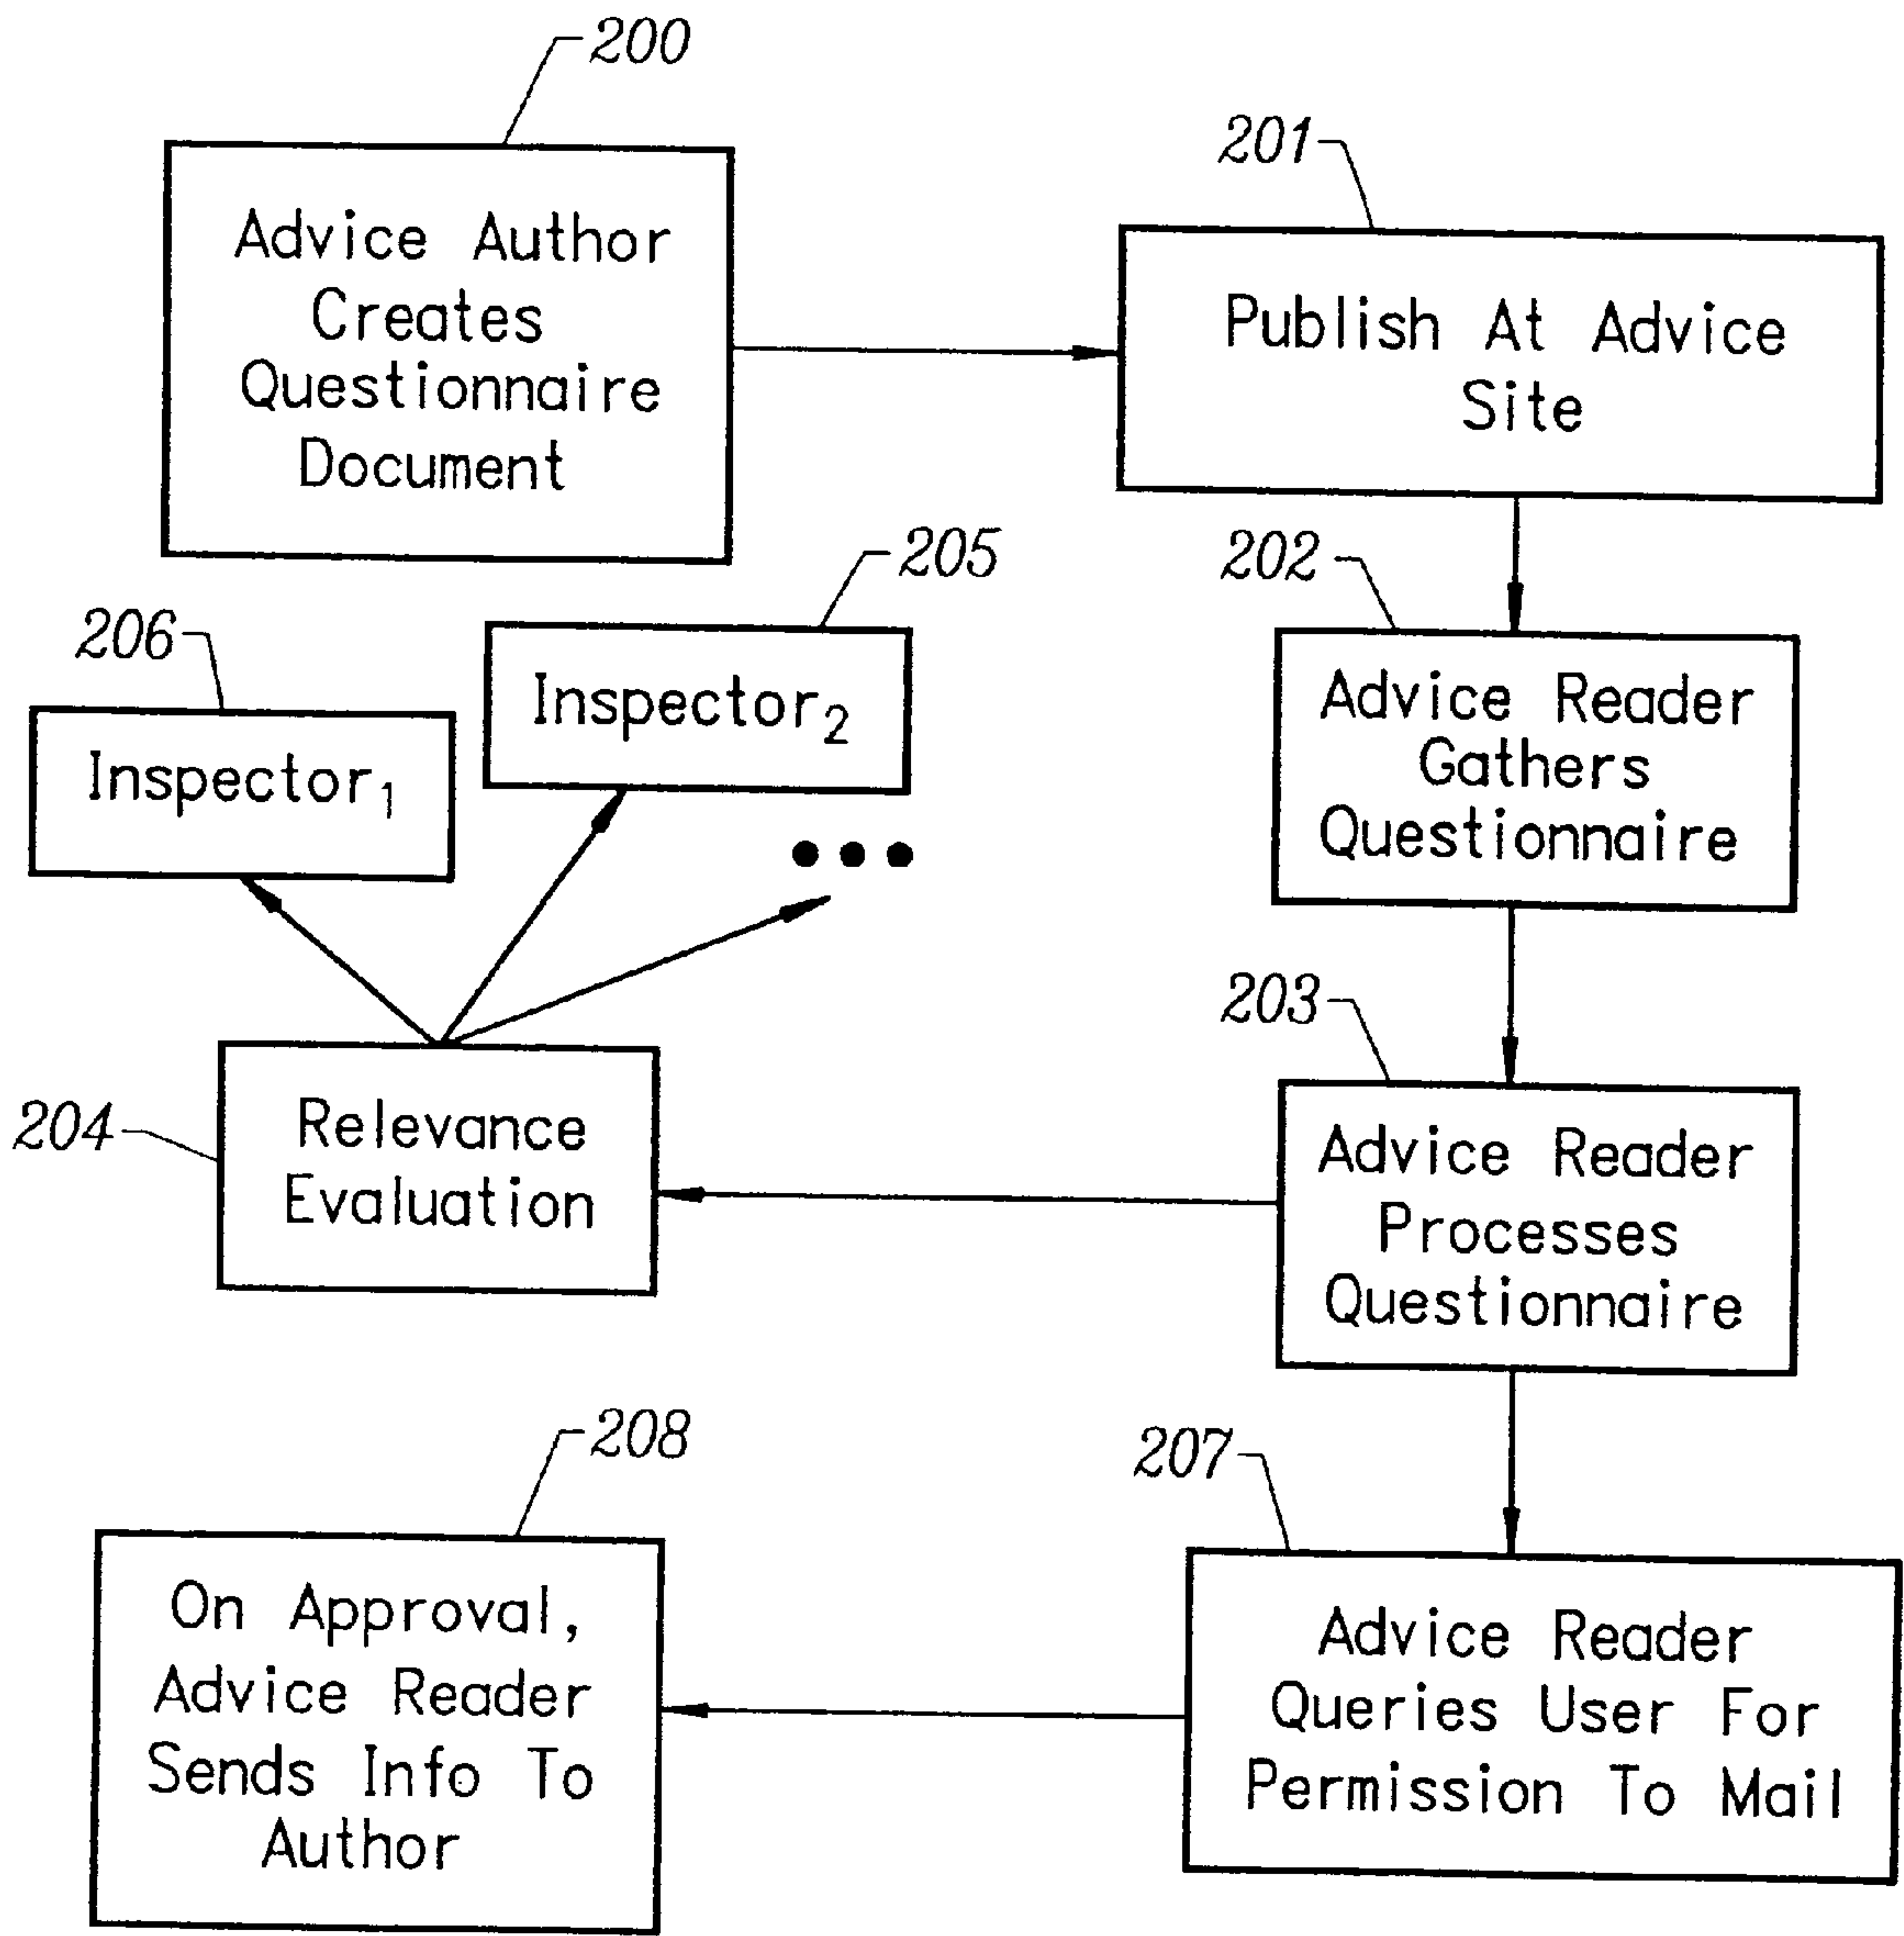 200
Advice Author
Creates
Questionnaire
Document
201
Publish At Advice
Site
202
Advice Reader
Gathers
Questionnaire
205
Inspector₂
206
Inspector₁
203
Advice Reader
Processes
Questionnaire
204
Relevance
Evaluation
207
Advice Reader
Queries User For
Permission To Mail
208
On Approval,
Advice Reader
Sends Info To
Author